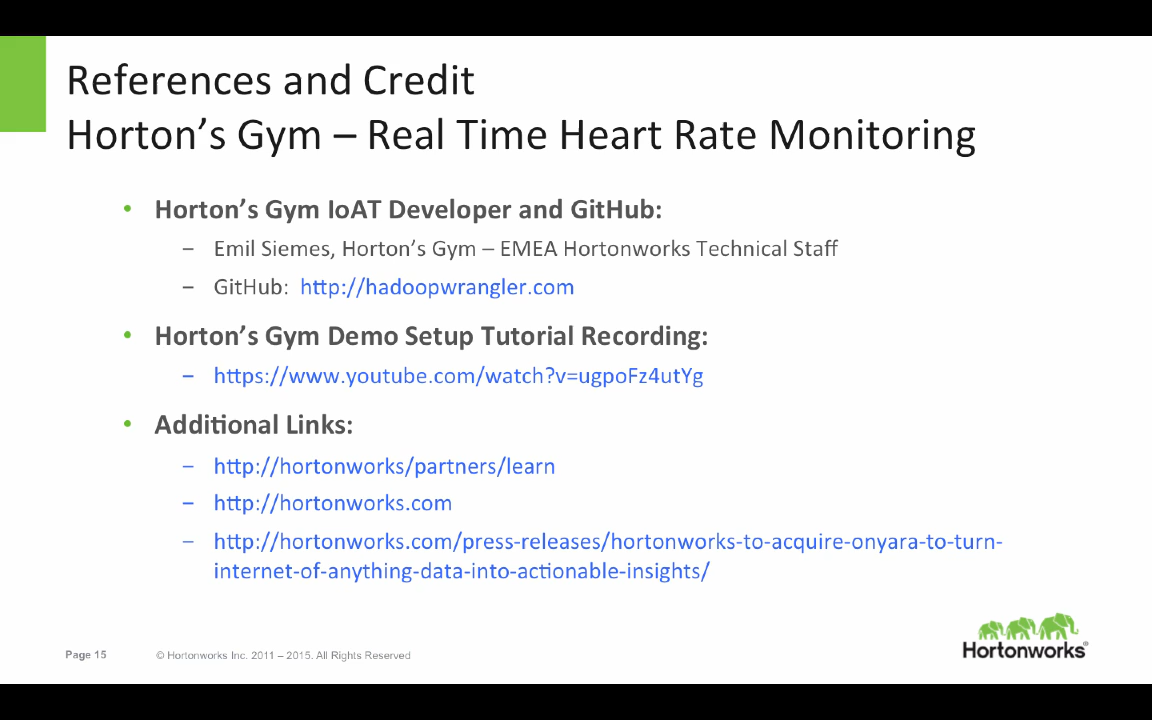 References and Credit
Horton’s Gym – Real Time Heart Rate Monitoring
• Horton’s Gym IoAT Developer and GitHub:
– Emil Siemes, Horton’s Gym – EMEA Hortonworks Technical Staff
– GitHub: http://hadoopwrangler.com
• Horton’s Gym Demo Setup Tutorial Recording:
– https://www.youtube.com/watch?v=ugpoFz4utYg
• Additional Links:
– http://hortonworks/partners/learn
– http://hortonworks.com
– http://hortonworks.com/press-releases/hortonworks-to-acquire-onyara-to-turn-
internet-of-anything-data-into-actionable-insights/
Page 15
© Hortonworks Inc. 2011 – 2015. All Rights Reserved
Hortonworks®